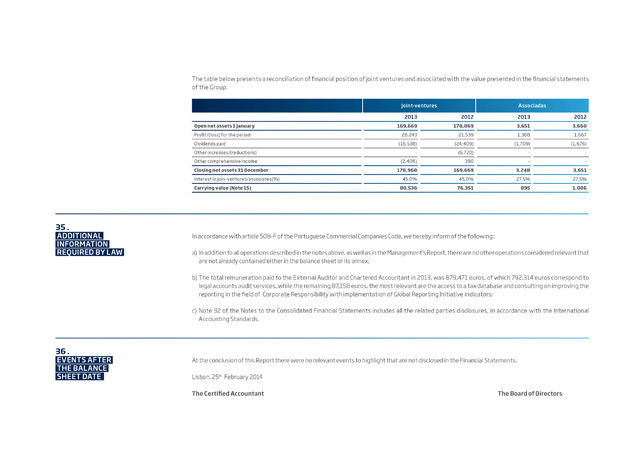 The table below presents a reconciliation of financial position of joint ventures and associated with the value presented in the financial statements
of the Group:
Joint-ventures Associadas
2013 2012 2013 2012
Open net assets 1 January 169,669 178,869 3,651 3,660
Profit/(loss) for the period 28,243 21,539 1,308 1,667
Dividends paid (16,538) (24,409) (1,709) (1,676)
Other increases/(reductions) - (6,720) - -
Other comprehensive income (2,406) 390 - -
Closing net assets 31 December 178,968 169,669 3,248 3,651
Interest in join-ventures/associates(%) 45.0% 45.0% 27.5% 27.5%
Carrying value (Note 15) 80,536 76,351 895 1,006
35 .
ADDITIONAL
INFORMATION
REQUIRED BY LAW
In accordance with article 508-F of the Portuguese Commercial Companies Code, we hereby inform of the following:
a) In addition to all operations described in the notes above, as well as in the Management's Report, there are no other operations considered relevant that
are not already contained either in the balance sheet or its annex;
b) The total remuneration paid to the External Auditor and Chartered Accountant in 2013, was 879,471 euros, of which 792,314 euros correspond to
legal accounts audit services, while the remaining 87,158 euros, the most relevant are the access to a tax database and consulting on improving the
reporting in the field of Corporate Responsibility with implementation of Global Reporting Initiative indicators;
c) Note 32 of the Notes to the Consolidated Financial Statements includes all the related parties disclosures, in accordance with the International
Accounting Standards.
36 .
EVENTS AFTER
THE BALANCE
SHEET DATE
At the conclusion of this Report there were no relevant events to highlight that are not disclosed in the Financial Statements.
Lisbon, 25th February 2014
The Certified Accountant The Board of Directors